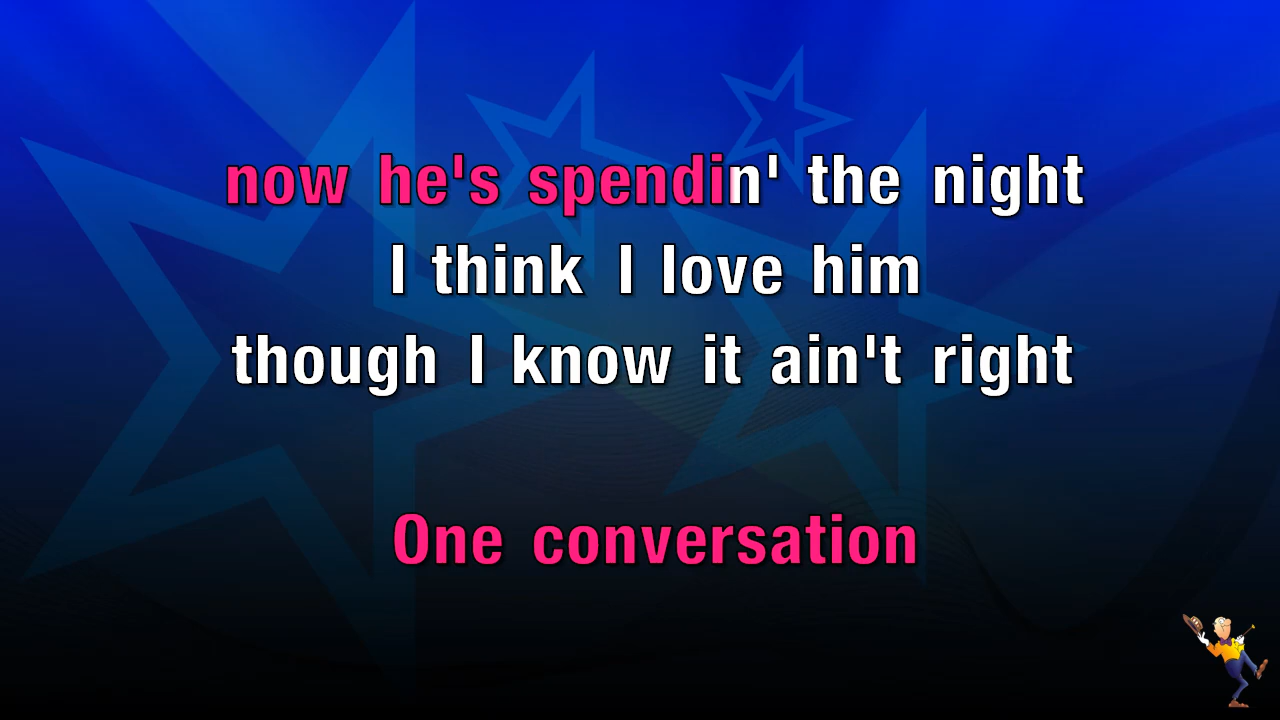 now he's spendin' the night
I think I love him
though I know it ain't right
One conversation